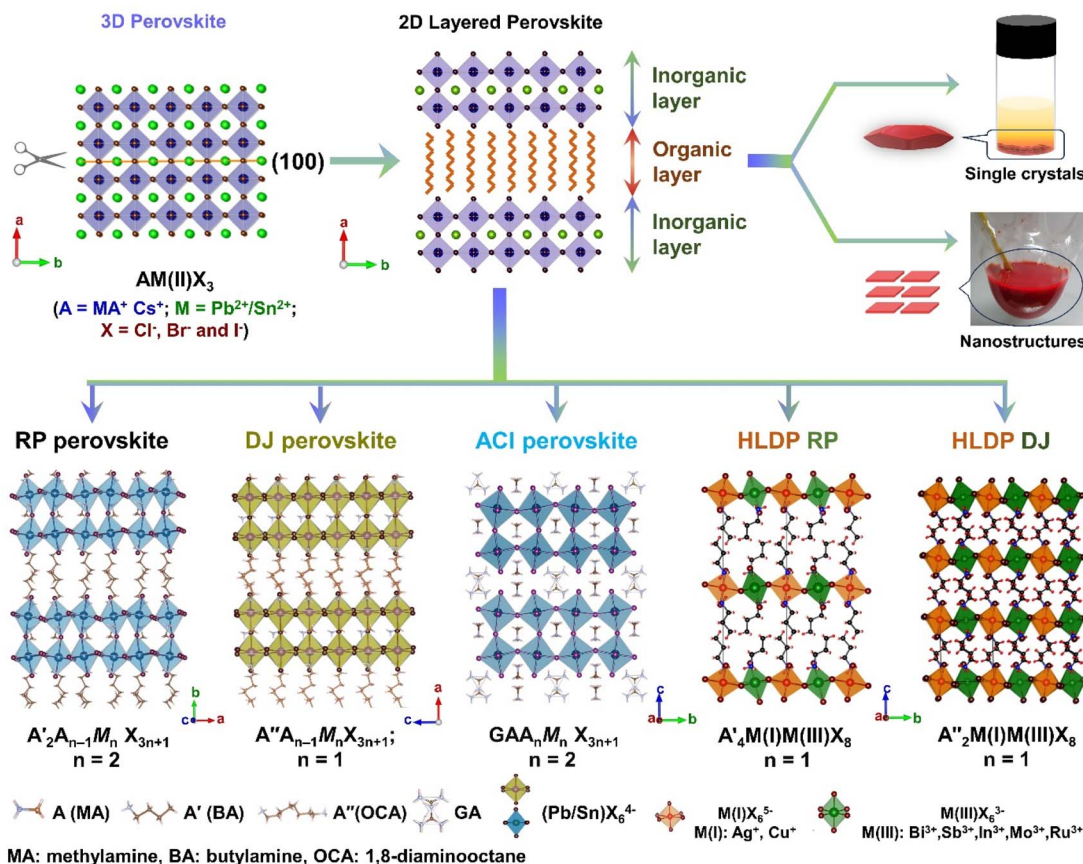 3D Perovskite
2D Layered Perovskite
(100)
Inorganic
layer
Organic
layer
Inorganic
layer
Single crystals
Nanostructures
a
b
a
b
AM(II)X₃
(A = MA⁺ Cs⁺; M = Pb²⁺/Sn²⁺;
X = Cl⁻, Br⁻ and I⁻)
RP perovskite
DJ perovskite
ACI perovskite
HLDP RP
HLDP DJ
b
c
a
a
c
c
a
b
c
a
b
A′₂Aₙ₋₁Mₙ X₃ₙ₊₁
n = 2
A″Aₙ₋₁MₙX₃ₙ₊₁;
n = 1
GAAₙMₙ X₃ₙ₊₁
n = 2
A′₄M(I)M(III)X₈
n = 1
A″₂M(I)M(III)X₈
n = 1
A (MA)
A′ (BA)
A″(OCA)
GA
(Pb/Sn)X₆⁴⁻
M(I)X₆⁵⁻
M(I): Ag⁺, Cu⁺
M(III)X₆³⁻
M(III): Bi³⁺,Sb³⁺,In³⁺,Mo³⁺,Ru³⁺
MA: methylamine, BA: butylamine, OCA: 1,8-diaminooctane